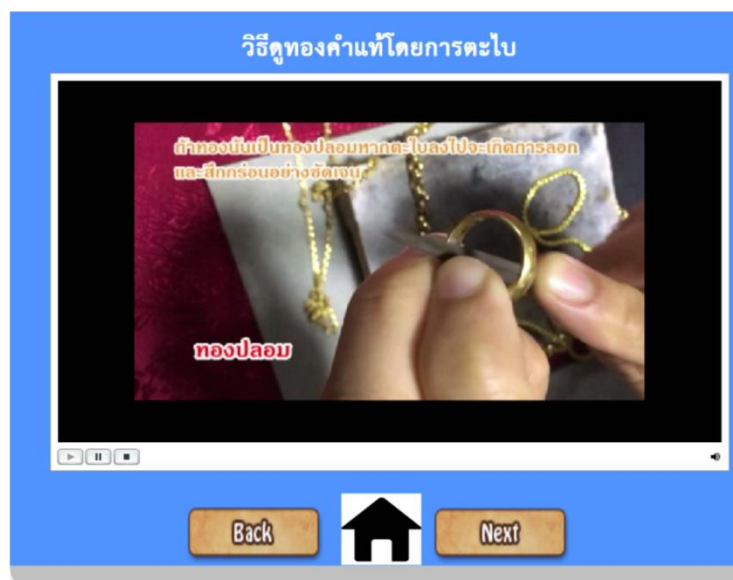 วิธีดูทองคำแท้โดยการตะไบ
ถ้าทองนั้นเป็นทองปลอมหากตะไบลงไปจะเกิดการลอก
และสึกกร่อนอย่างชัดเจน
ทองปลอม
Back
Next